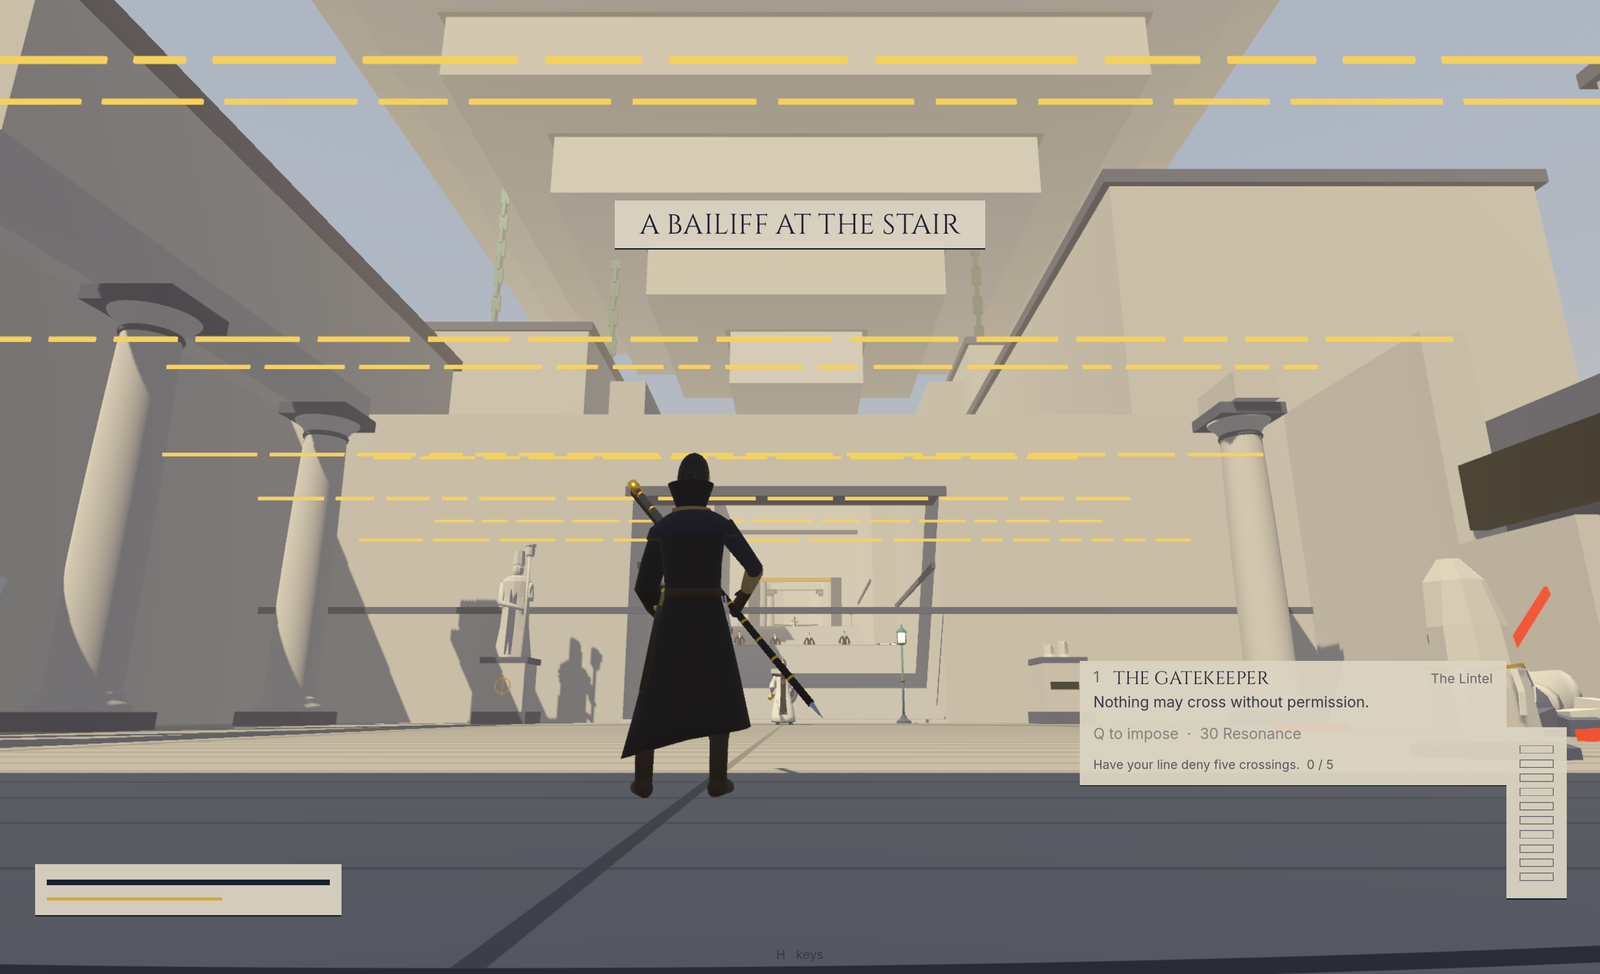 A BAILIFF AT THE STAIR
1 THE GATEKEEPER The Lintel
Nothing may cross without permission.
Q to impose · 30 Resonance
Have your line deny five crossings. 0 / 5
H keys